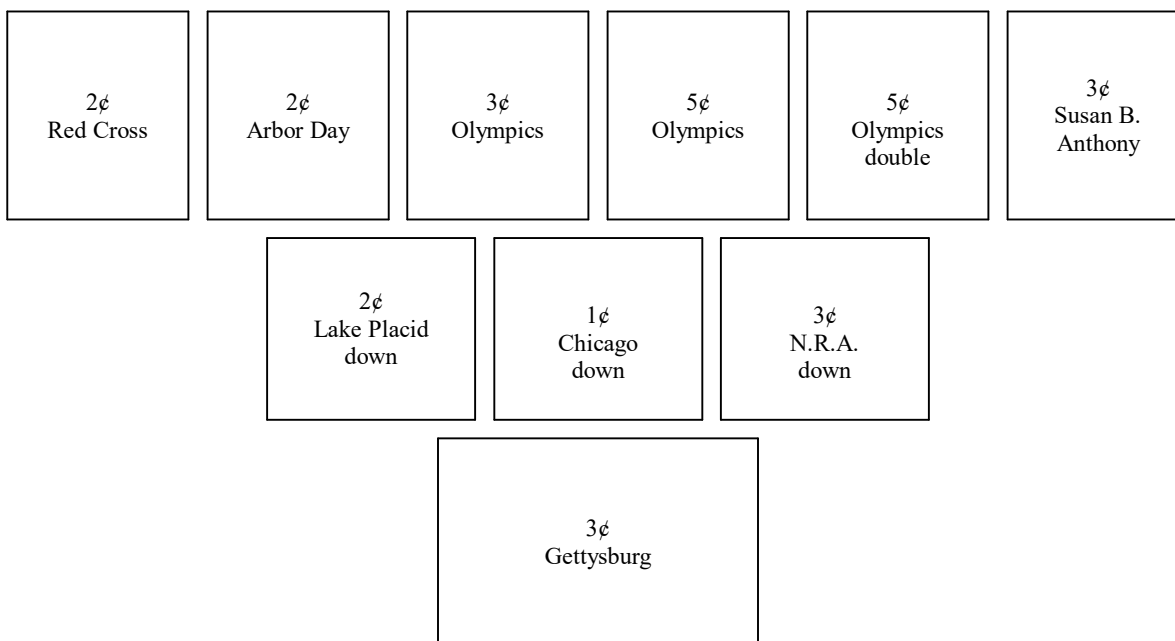 2¢
Red Cross
2¢
Arbor Day
3¢
Olympics
5¢
Olympics
5¢
Olympics
double
3¢
Susan B.
Anthony
2¢
Lake Placid
down
1¢
Chicago
down
3¢
N.R.A.
down
3¢
Gettysburg